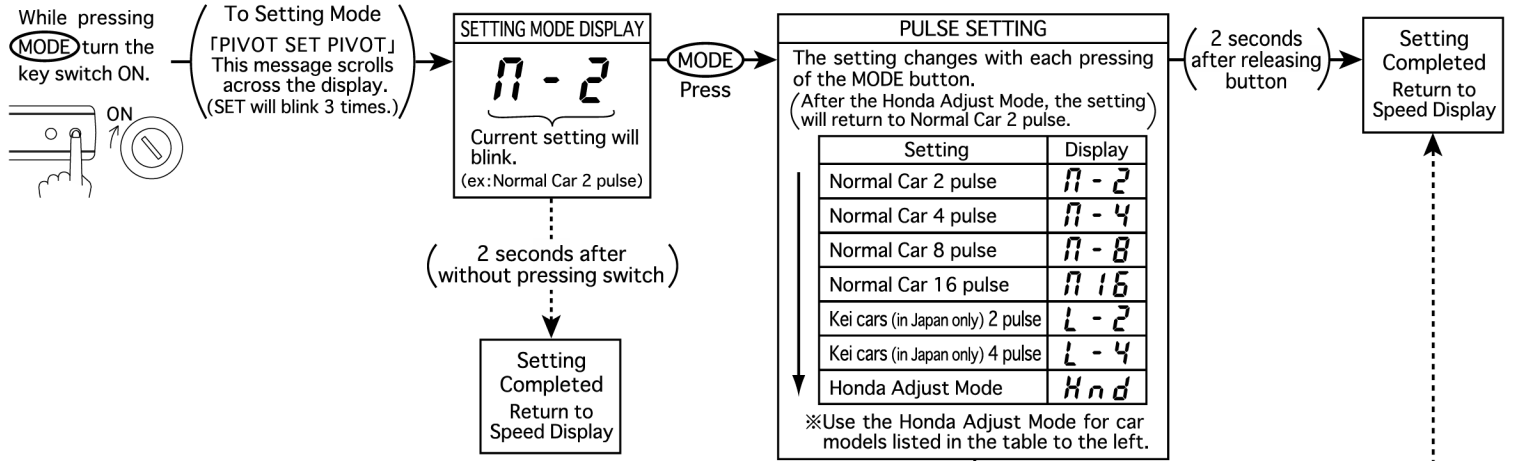 While pressing
MODE turn the
key switch ON.
ON
To Setting Mode
「PIVOT SET PIVOT」
This message scrolls
across the display.
(SET will blink 3 times.)
SETTING MODE DISPLAY
n - 2
Current setting will
blink.
(ex:Normal Car 2 pulse)
2 seconds after
without pressing switch
Setting
Completed
Return to
Speed Display
MODE
Press
PULSE SETTING
The setting changes with each pressing
of the MODE button.
(After the Honda Adjust Mode, the setting
will return to Normal Car 2 pulse.)
Setting Display
Normal Car 2 pulse n - 2
Normal Car 4 pulse n - 4
Normal Car 8 pulse n - 8
Normal Car 16 pulse n 16
Kei cars (in Japan only) 2 pulse L - 2
Kei cars (in Japan only) 4 pulse L - 4
Honda Adjust Mode Hnd
※Use the Honda Adjust Mode for car
models listed in the table to the left.
2 seconds
after releasing
button
Setting
Completed
Return to
Speed Display